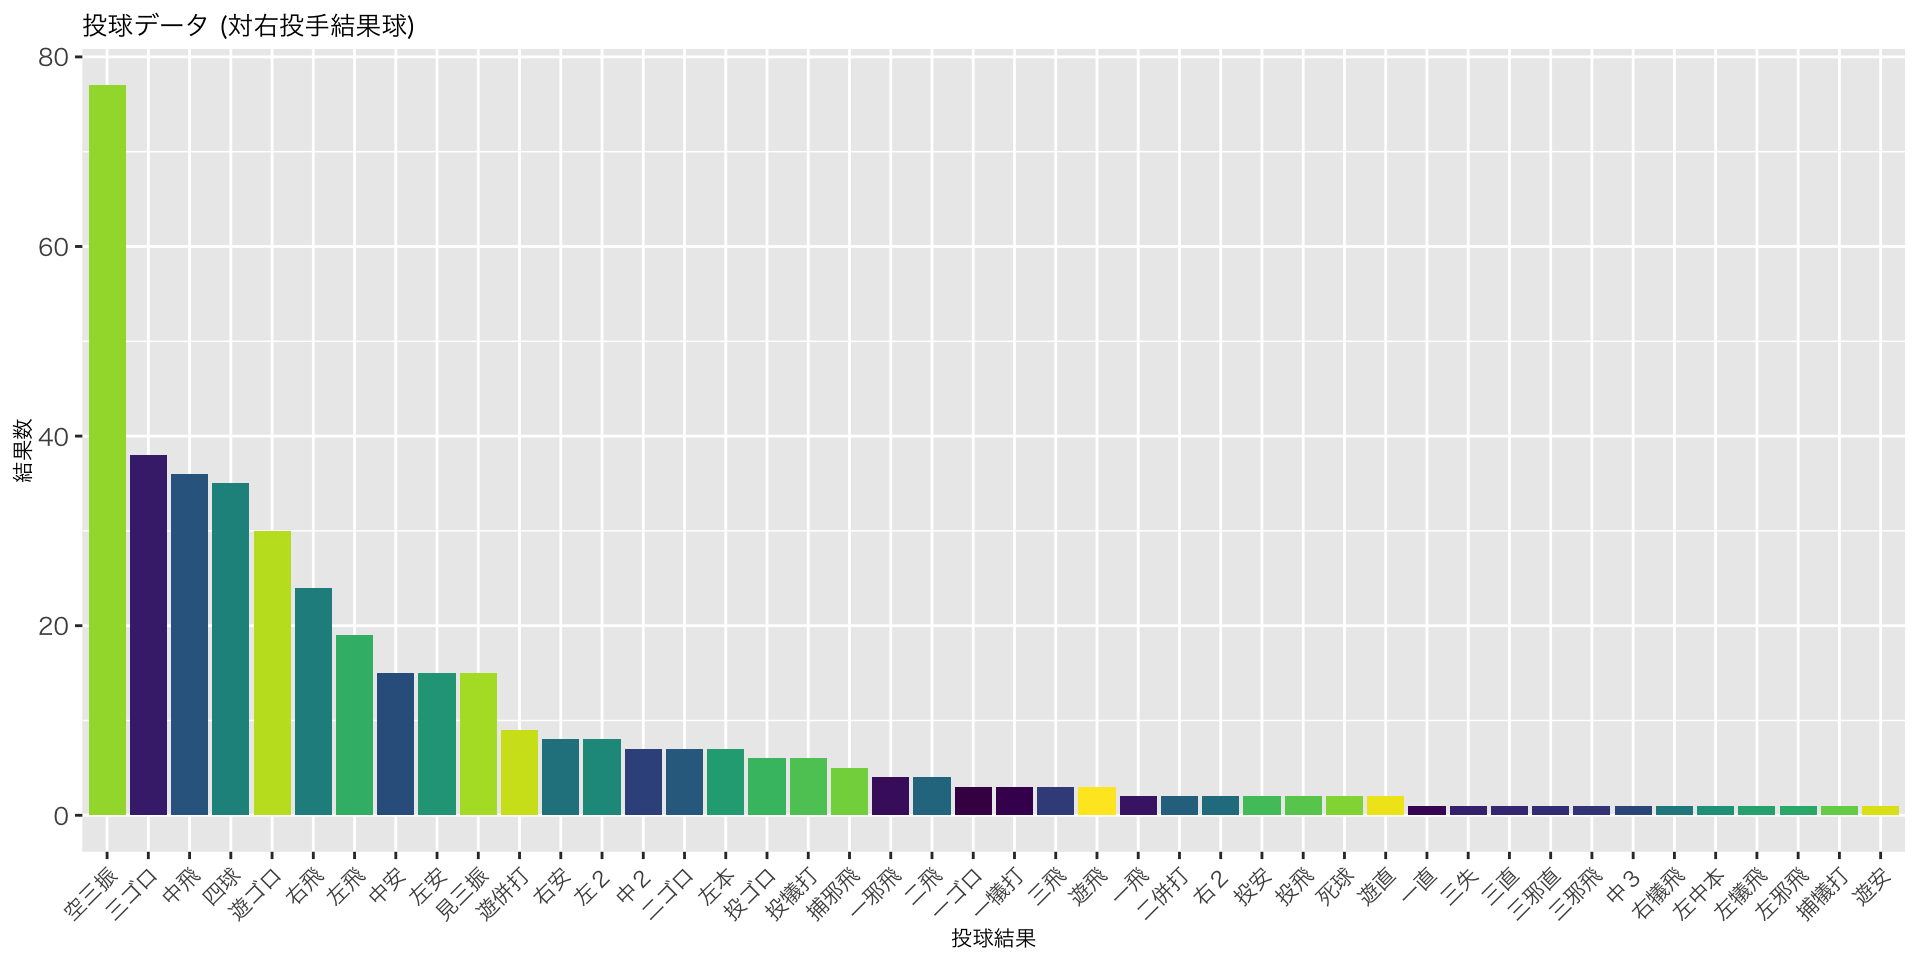 投球データ (対右投手結果球)
80
60
40
20
0
結果数
空三振
三ゴロ
中飛
四球
遊ゴロ
右飛
左飛
中安
左安
見三振
遊併打
右安
左２
中２
二ゴロ
左本
投ゴロ
投犠打
捕邪飛
一邪飛
二飛
一ゴロ
一犠打
三飛
遊飛
一飛
二併打
右２
投安
投飛
死球
遊直
一直
三失
三直
三邪直
三邪飛
中３
右犠飛
左中本
左犠飛
左邪飛
捕犠打
遊安
投球結果